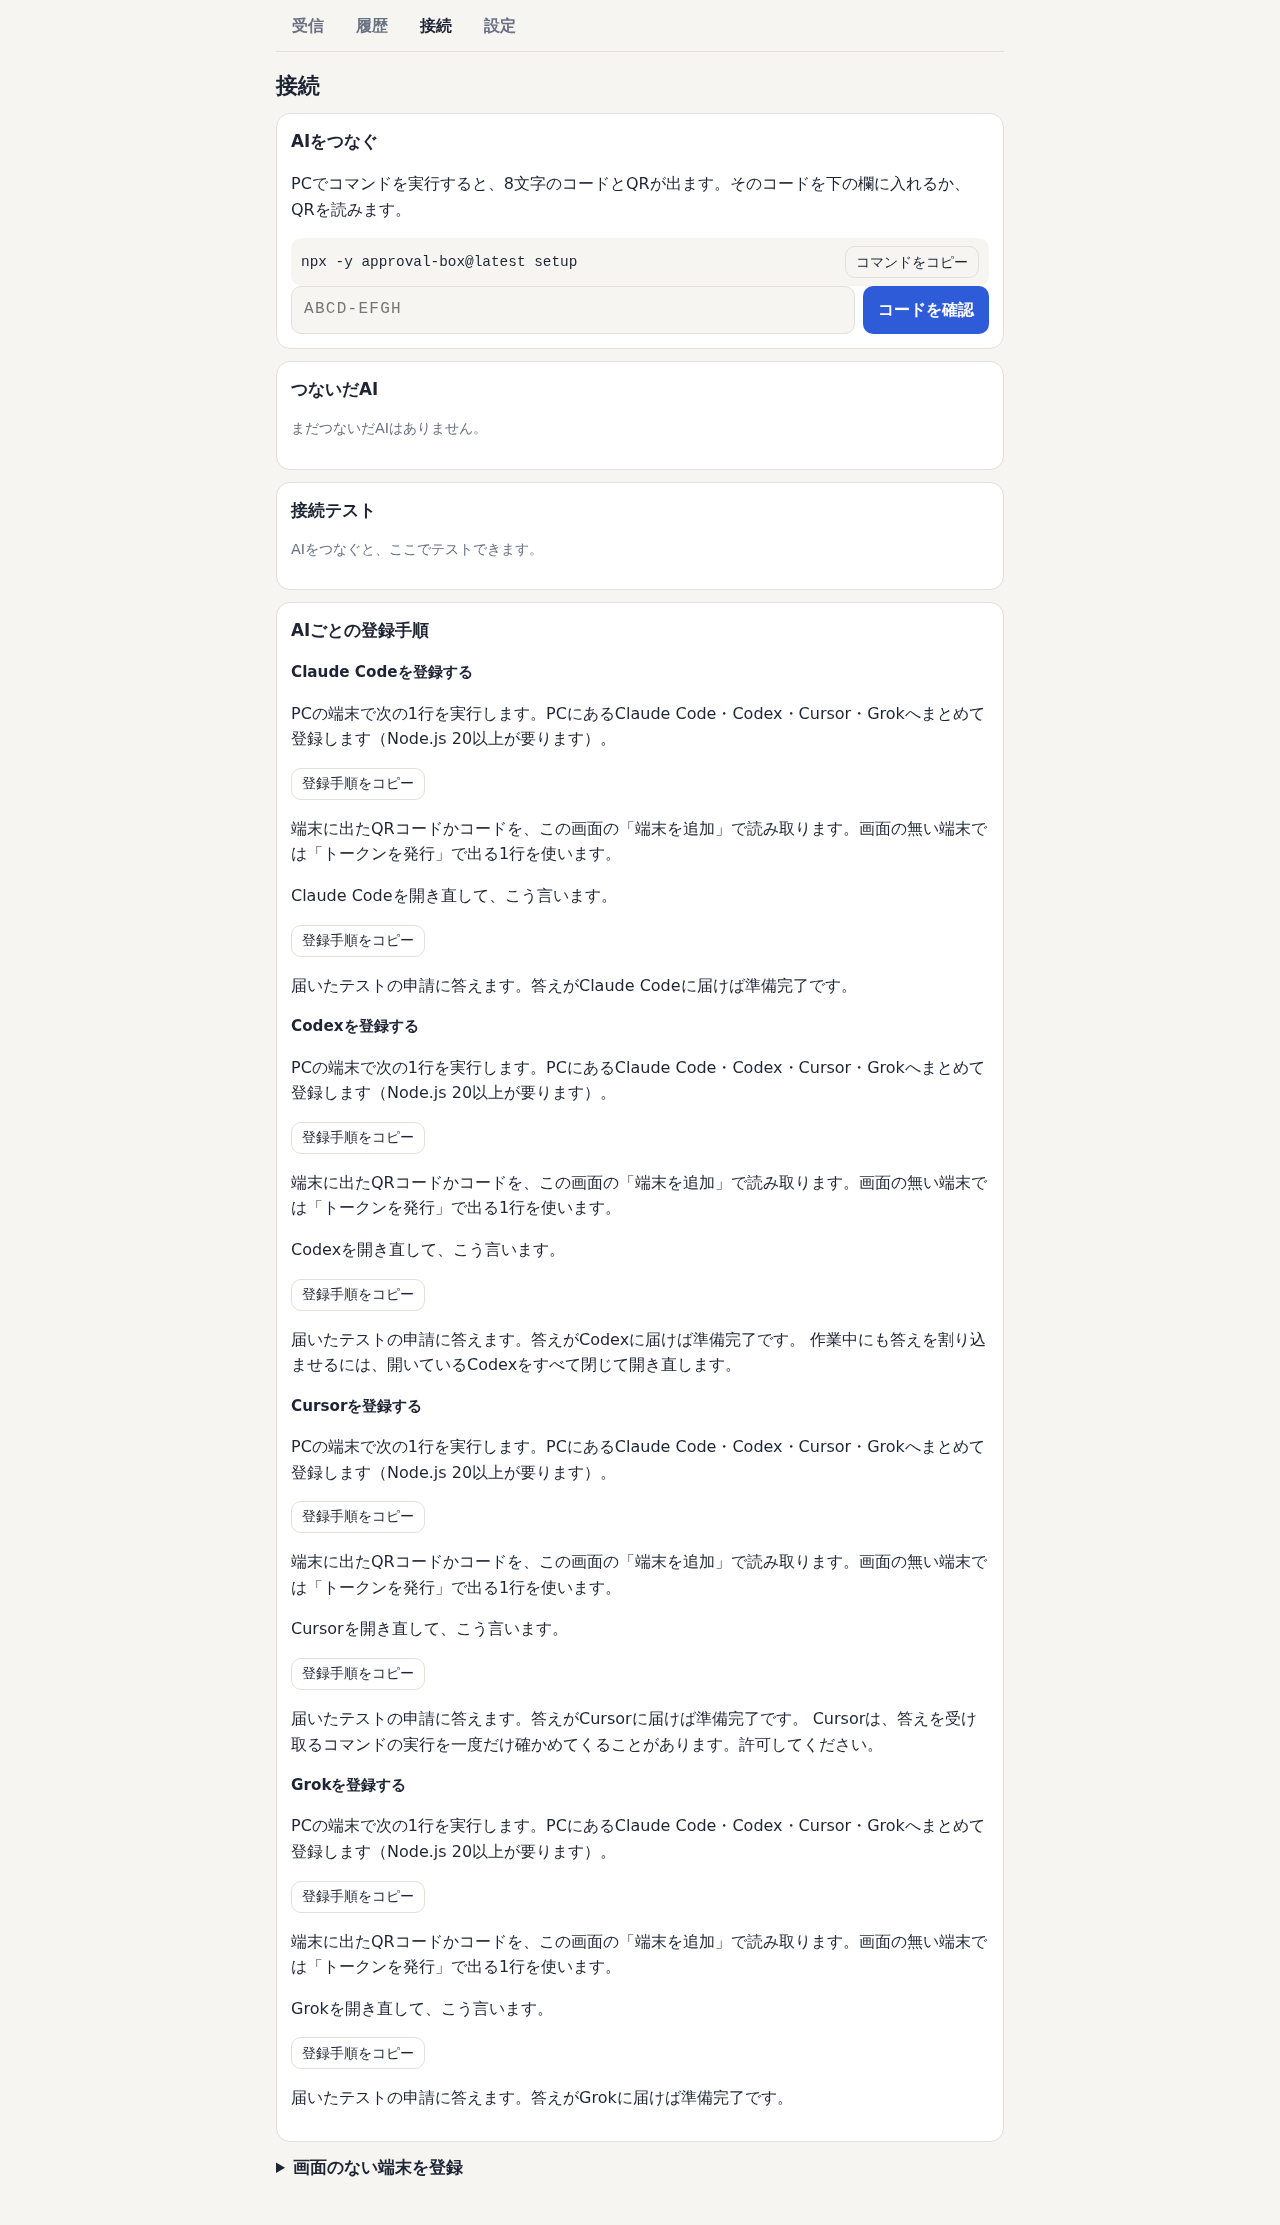 受信 履歴 接続 設定
接続
AIをつなぐ
PCでコマンドを実行すると、8文字のコードとQRが出ます。そのコードを下の欄に入れるか、
QRを読みます。
npx -y approval-box@latest setup コマンドをコピー
ABCD-EFGH コードを確認
つないだAI
まだつないだAIはありません。
接続テスト
AIをつなぐと、ここでテストできます。
AIごとの登録手順
Claude Codeを登録する
PCの端末で次の1行を実行します。PCにあるClaude Code・Codex・Cursor・Grokへまとめて
登録します（Node.js 20以上が要ります）。
登録手順をコピー
端末に出たQRコードかコードを、この画面の「端末を追加」で読み取ります。画面の無い端末で
は「トークンを発行」で出る1行を使います。
Claude Codeを開き直して、こう言います。
登録手順をコピー
届いたテストの申請に答えます。答えがClaude Codeに届けば準備完了です。
Codexを登録する
PCの端末で次の1行を実行します。PCにあるClaude Code・Codex・Cursor・Grokへまとめて
登録します（Node.js 20以上が要ります）。
登録手順をコピー
端末に出たQRコードかコードを、この画面の「端末を追加」で読み取ります。画面の無い端末で
は「トークンを発行」で出る1行を使います。
Codexを開き直して、こう言います。
登録手順をコピー
届いたテストの申請に答えます。答えがCodexに届けば準備完了です。 作業中にも答えを割り込
ませるには、開いているCodexをすべて閉じて開き直します。
Cursorを登録する
PCの端末で次の1行を実行します。PCにあるClaude Code・Codex・Cursor・Grokへまとめて
登録します（Node.js 20以上が要ります）。
登録手順をコピー
端末に出たQRコードかコードを、この画面の「端末を追加」で読み取ります。画面の無い端末で
は「トークンを発行」で出る1行を使います。
Cursorを開き直して、こう言います。
登録手順をコピー
届いたテストの申請に答えます。答えがCursorに届けば準備完了です。 Cursorは、答えを受け
取るコマンドの実行を一度だけ確かめてくることがあります。許可してください。
Grokを登録する
PCの端末で次の1行を実行します。PCにあるClaude Code・Codex・Cursor・Grokへまとめて
登録します（Node.js 20以上が要ります）。
登録手順をコピー
端末に出たQRコードかコードを、この画面の「端末を追加」で読み取ります。画面の無い端末で
は「トークンを発行」で出る1行を使います。
Grokを開き直して、こう言います。
登録手順をコピー
届いたテストの申請に答えます。答えがGrokに届けば準備完了です。
画面のない端末を登録